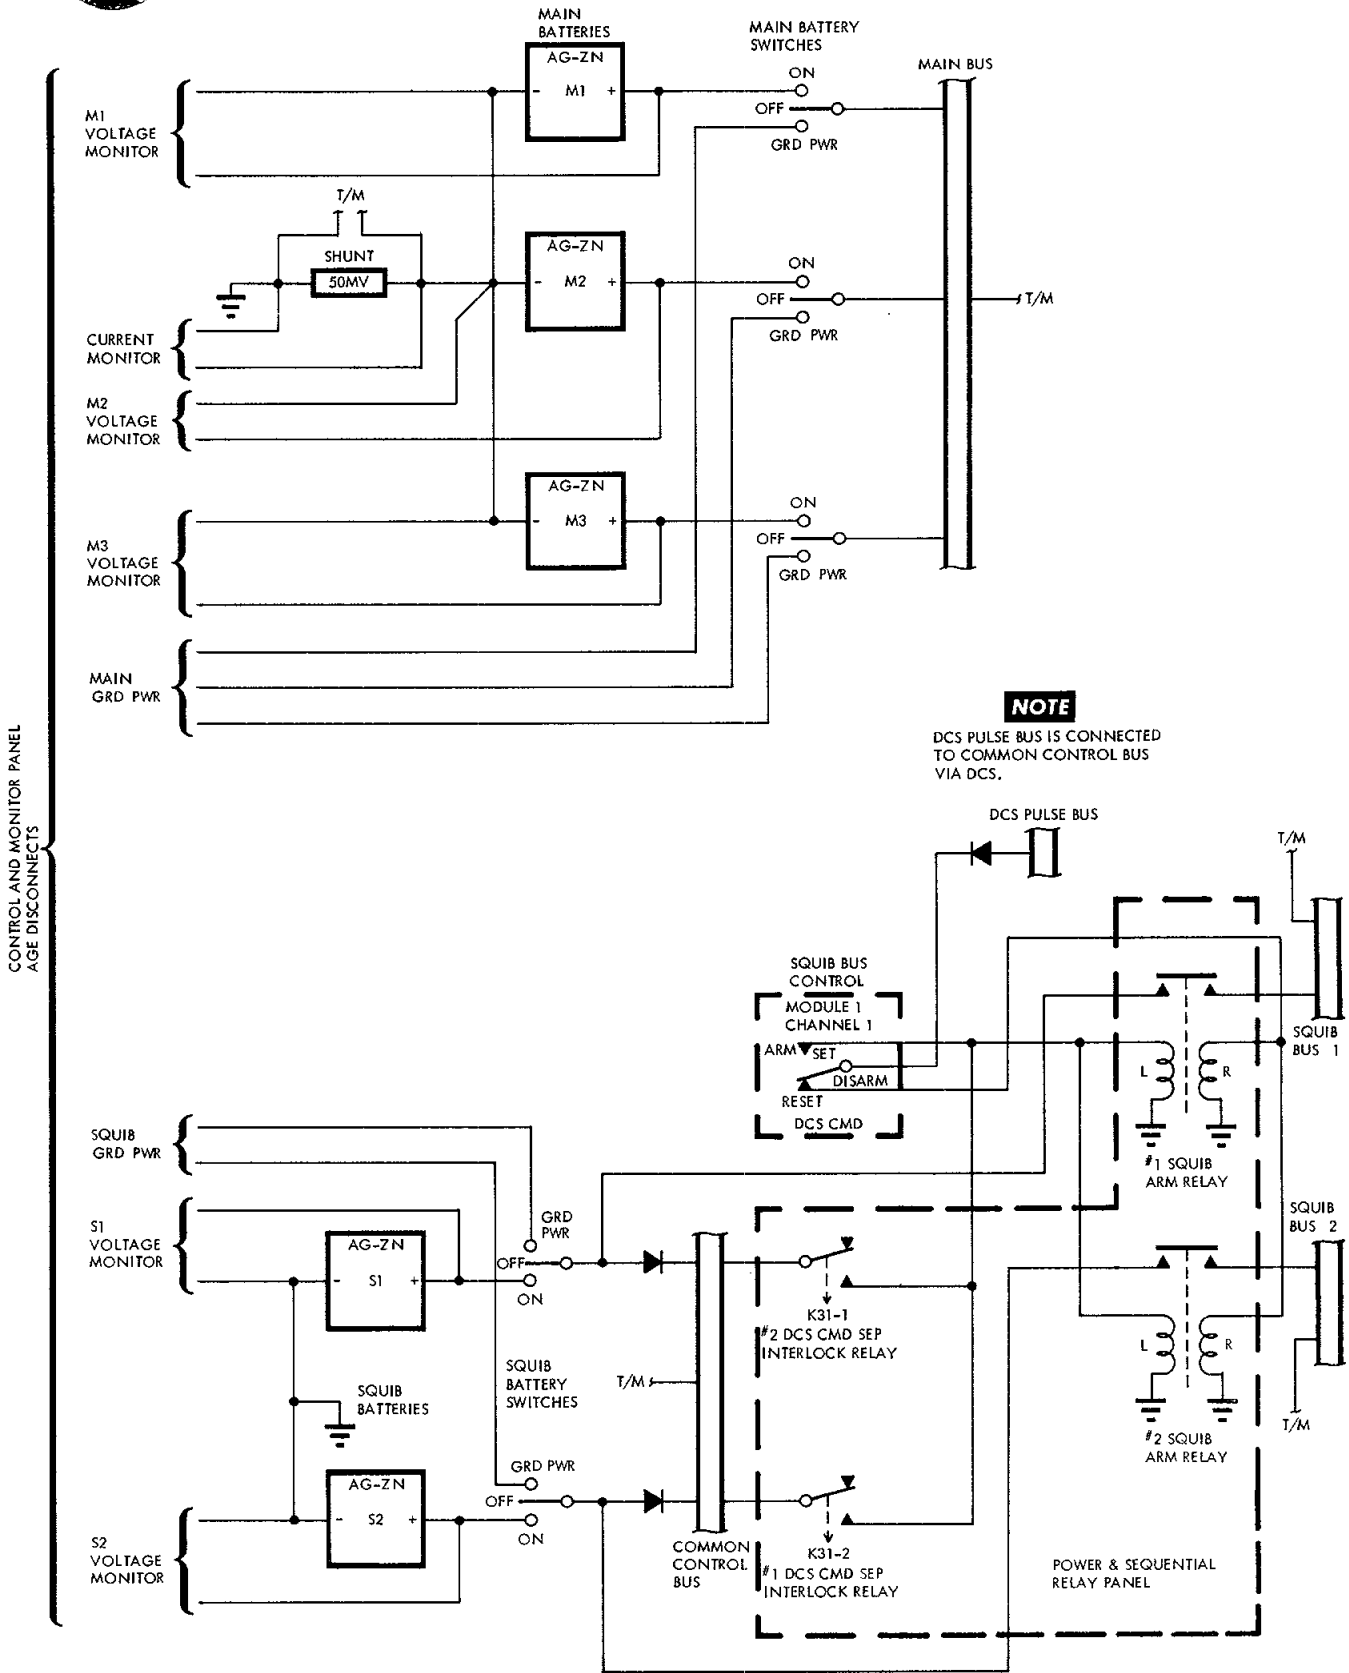 MAIN
BATTERIES
AG-ZN
- M1 +
MAIN BATTERY
SWITCHES
ON
OFF
GRD PWR
MAIN BUS
M1
VOLTAGE
MONITOR
T/M
SHUNT
50MV
AG-ZN
- M2 +
ON
OFF
GRD PWR
T/M
CURRENT
MONITOR
M2
VOLTAGE
MONITOR
AG-ZN
- M3 +
ON
OFF
GRD PWR
M3
VOLTAGE
MONITOR
MAIN
GRD PWR
CONTROL AND MONITOR PANEL
AGE DISCONNECTS
NOTE
DCS PULSE BUS IS CONNECTED
TO COMMON CONTROL BUS
VIA DCS.
DCS PULSE BUS
T/M
SQUIB BUS
CONTROL
MODULE 1
CHANNEL 1
ARM SET
DISARM
RESET
DCS CMD
SQUIB
BUS 1
L R
#1 SQUIB
ARM RELAY
SQUIB
GRD PWR
S1
VOLTAGE
MONITOR
AG-ZN
- S1 +
GRD
PWR
OFF
ON
K31-1
#2 DCS CMD SEP
INTERLOCK RELAY
SQUIB
BUS 2
L R
#2 SQUIB
ARM RELAY
T/M
SQUIB
BATTERIES
SQUIB
BATTERY
SWITCHES
T/M
AG-ZN
- S2 +
GRD PWR
OFF
ON
S2
VOLTAGE
MONITOR
COMMON
CONTROL
BUS
K31-2
#1 DCS CMD SEP
INTERLOCK RELAY
POWER & SEQUENTIAL
RELAY PANEL